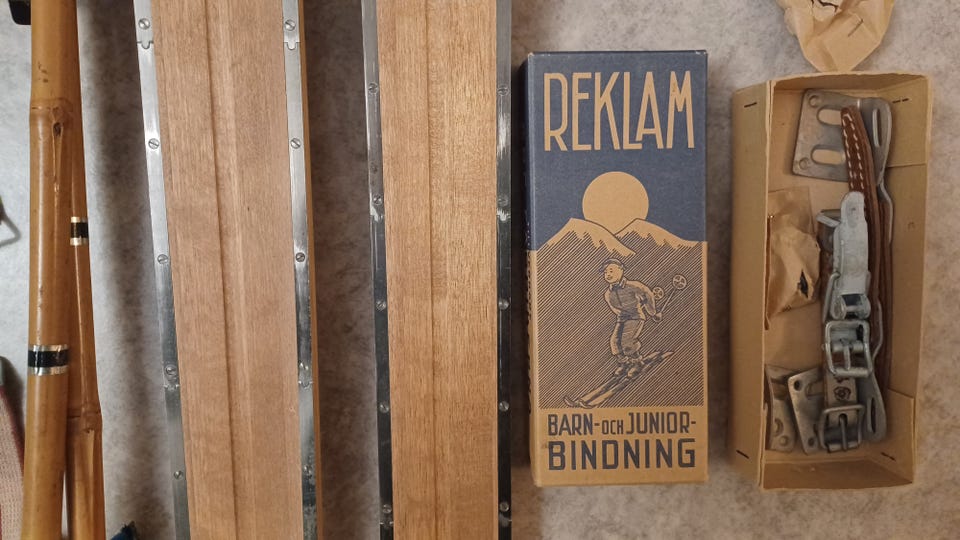 REKLAM
BARN- OCH JUNIOR-
BINDNING